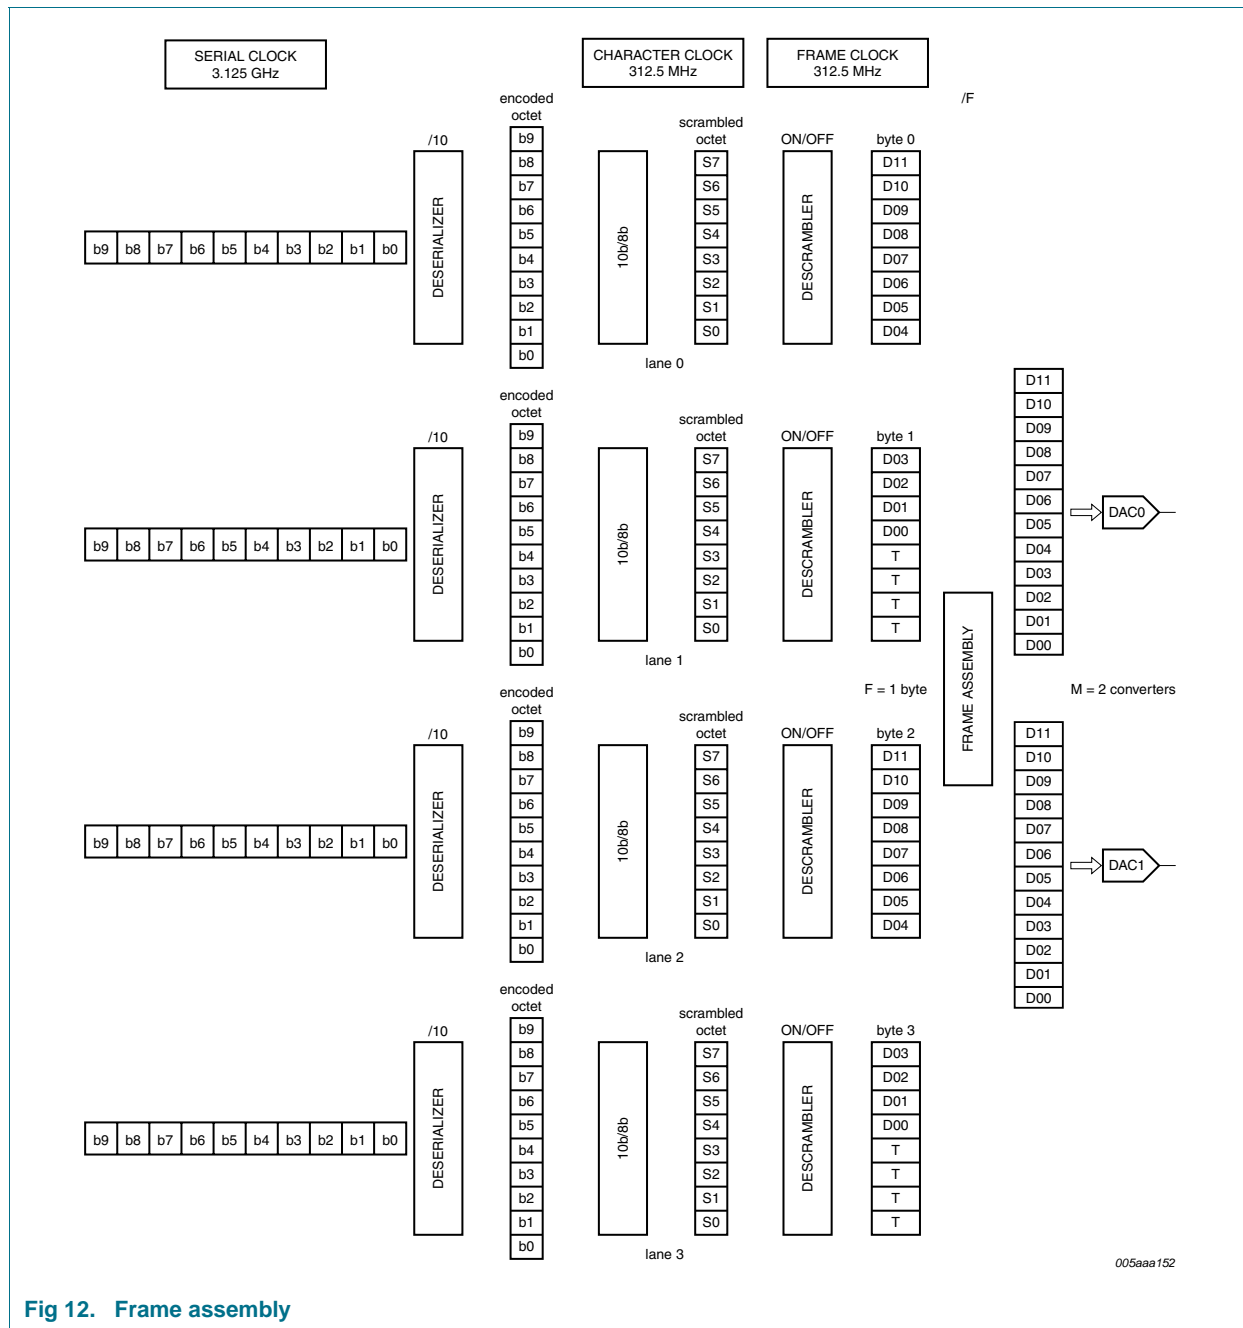 SERIAL CLOCK
3.125 GHz
CHARACTER CLOCK
312.5 MHz
FRAME CLOCK
312.5 MHz
/F
/10
DESERIALIZER
b9 b8 b7 b6 b5 b4 b3 b2 b1 b0
encoded
octet
b9
b8
b7
b6
b5
b4
b3
b2
b1
b0
10b/8b
lane 0
scrambled
octet
S7
S6
S5
S4
S3
S2
S1
S0
ON/OFF
DESCRAMBLER
byte 0
D11
D10
D09
D08
D07
D06
D05
D04
/10
DESERIALIZER
b9 b8 b7 b6 b5 b4 b3 b2 b1 b0
encoded
octet
b9
b8
b7
b6
b5
b4
b3
b2
b1
b0
10b/8b
lane 1
scrambled
octet
S7
S6
S5
S4
S3
S2
S1
S0
ON/OFF
DESCRAMBLER
byte 1
D03
D02
D01
D00
T
T
T
T
F = 1 byte
/10
DESERIALIZER
b9 b8 b7 b6 b5 b4 b3 b2 b1 b0
encoded
octet
b9
b8
b7
b6
b5
b4
b3
b2
b1
b0
10b/8b
lane 2
scrambled
octet
S7
S6
S5
S4
S3
S2
S1
S0
ON/OFF
DESCRAMBLER
byte 2
D11
D10
D09
D08
D07
D06
D05
D04
/10
DESERIALIZER
b9 b8 b7 b6 b5 b4 b3 b2 b1 b0
encoded
octet
b9
b8
b7
b6
b5
b4
b3
b2
b1
b0
10b/8b
lane 3
scrambled
octet
S7
S6
S5
S4
S3
S2
S1
S0
ON/OFF
DESCRAMBLER
byte 3
D03
D02
D01
D00
T
T
T
T
FRAME ASSEMBLY
D11
D10
D09
D08
D07
D06
D05
D04
D03
D02
D01
D00
DAC0
M = 2 converters
D11
D10
D09
D08
D07
D06
D05
D04
D03
D02
D01
D00
DAC1
005aaa152
Fig 12. Frame assembly